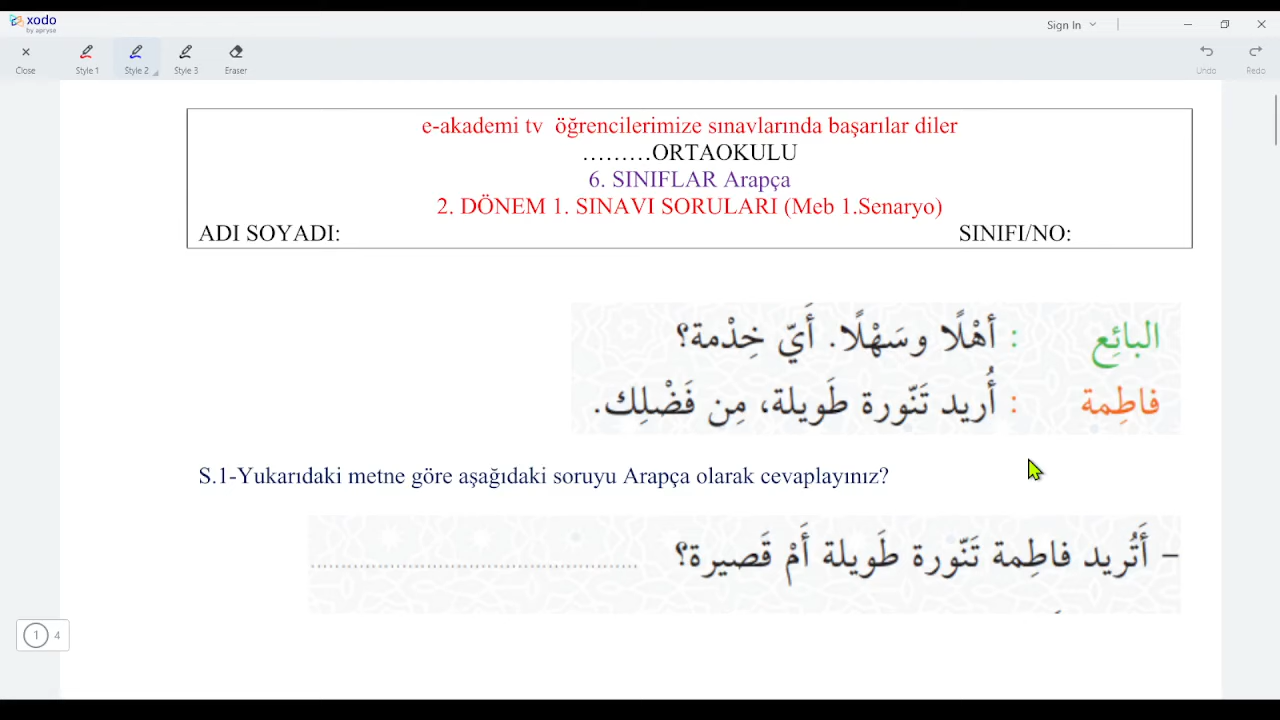 xodo
by apryse
Sign In
Close
Style 1
Style 2
Style 3
Eraser
Undo
Redo
e-akademi tv öğrencilerimize sınavlarında başarılar diler
.........ORTAOKULU
6. SINIFLAR Arapça
2. DÖNEM 1. SINAVI SORULARI (Meb 1.Senaryo)
ADI SOYADI: SINIFI/NO:
البائِع : أهْلًا وسَهْلًا. أَيّ خِدْمة؟
فاطِمة : أُريد تَنّورة طَويلة، مِن فَضْلِك.
S.1-Yukarıdaki metne göre aşağıdaki soruyu Arapça olarak cevaplayınız?
– أَتُريد فاطِمة تَنّورة طَويلة أَمْ قَصيرة؟ ......................................................
1 4